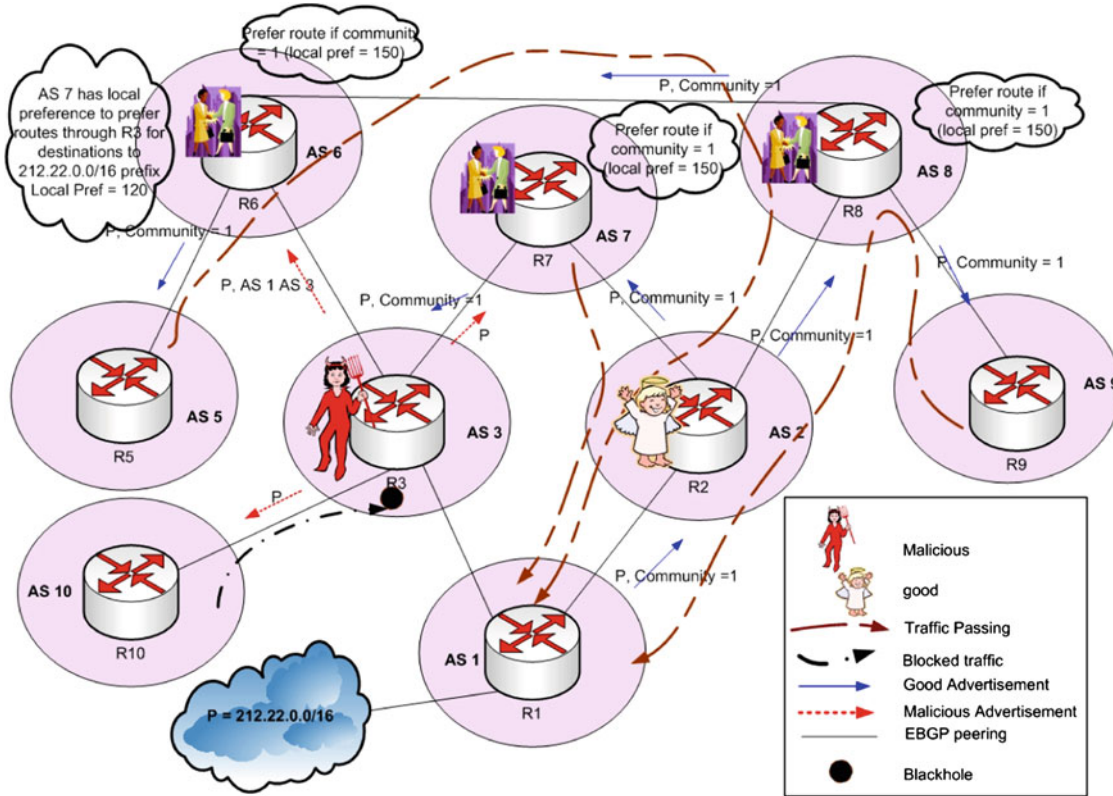 Prefer route if community
= 1 (local pref = 150)
AS 7 has local
preference to prefer
routes through R3 for
destinations to
212.22.0.0/16 prefix
Local Pref = 120
AS 6
R6
P, Community =1
Prefer route if
community = 1
(local pref = 150)
AS 7
R7
Prefer route if
community = 1
(local pref = 150)
AS 8
R8
P, Community = 1
P, AS 1 AS 3
P, Community =1
P
P, Community = 1
P, Community =1
P, Community = 1
AS 5
R5
AS 3
R3
AS 2
R2
AS 9
R9
P
AS 10
R10
P, Community =1
AS 1
R1
P = 212.22.0.0/16
Malicious
good
Traffic Passing
Blocked traffic
Good Advertisement
Malicious Advertisement
EBGP peering
Blackhole